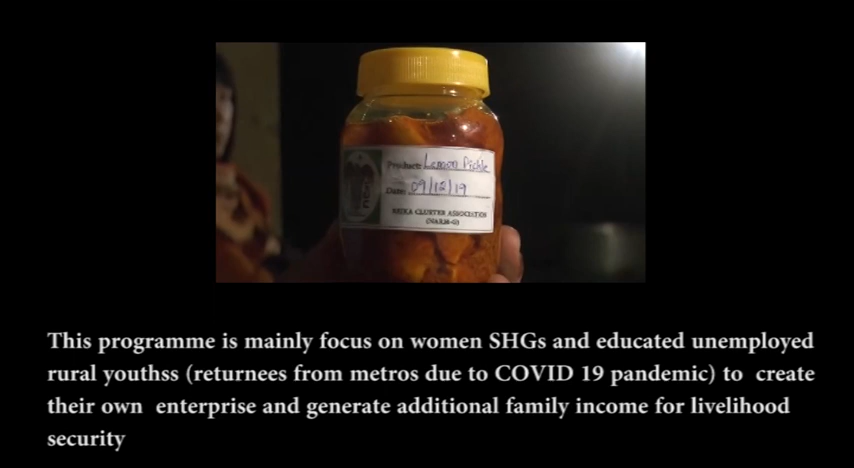 Product: Lemon Pickle
Date: 09/12/19
CLUSTER ASSOCIATION
(NARM-G)
This programme is mainly focus on women SHGs and educated unemployed
rural youthss (returnees from metros due to COVID 19 pandemic) to create
their own enterprise and generate additional family income for livelihood
security